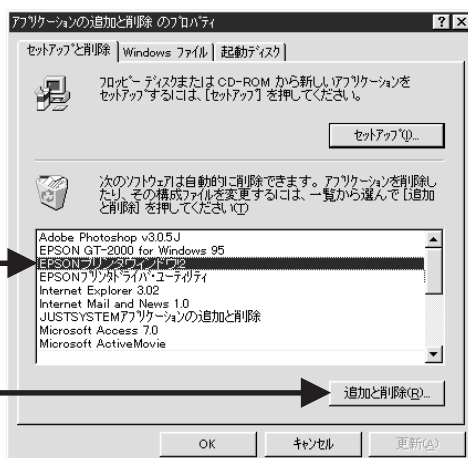 アプリケーションの追加と削除 のプロパティ
セットアップと削除
Windows ファイル
起動ディスク
フロッピー ディスクまたは CD-ROM から新しいアプリケーションを
セットアップするには、[セットアップ] を押してください。
セットアップ(I)...
次のソフトウェアは自動的に削除できます。アプリケーションを削除し
たり、その構成ファイルを変更するには、一覧から選んで [追加
と削除] を押してください(T)
Adobe Photoshop v3.0.5J
EPSON GT-2000 for Windows 95
EPSONプリンタウィンドウ!2
EPSONプリンタドライバ・ユーティリティ
Internet Explorer 3.02
Internet Mail and News 1.0
JUSTSYSTEMアプリケーションの追加と削除
Microsoft Access 7.0
Microsoft ActiveMovie
追加と削除(R)...
OK
キャンセル
更新(A)